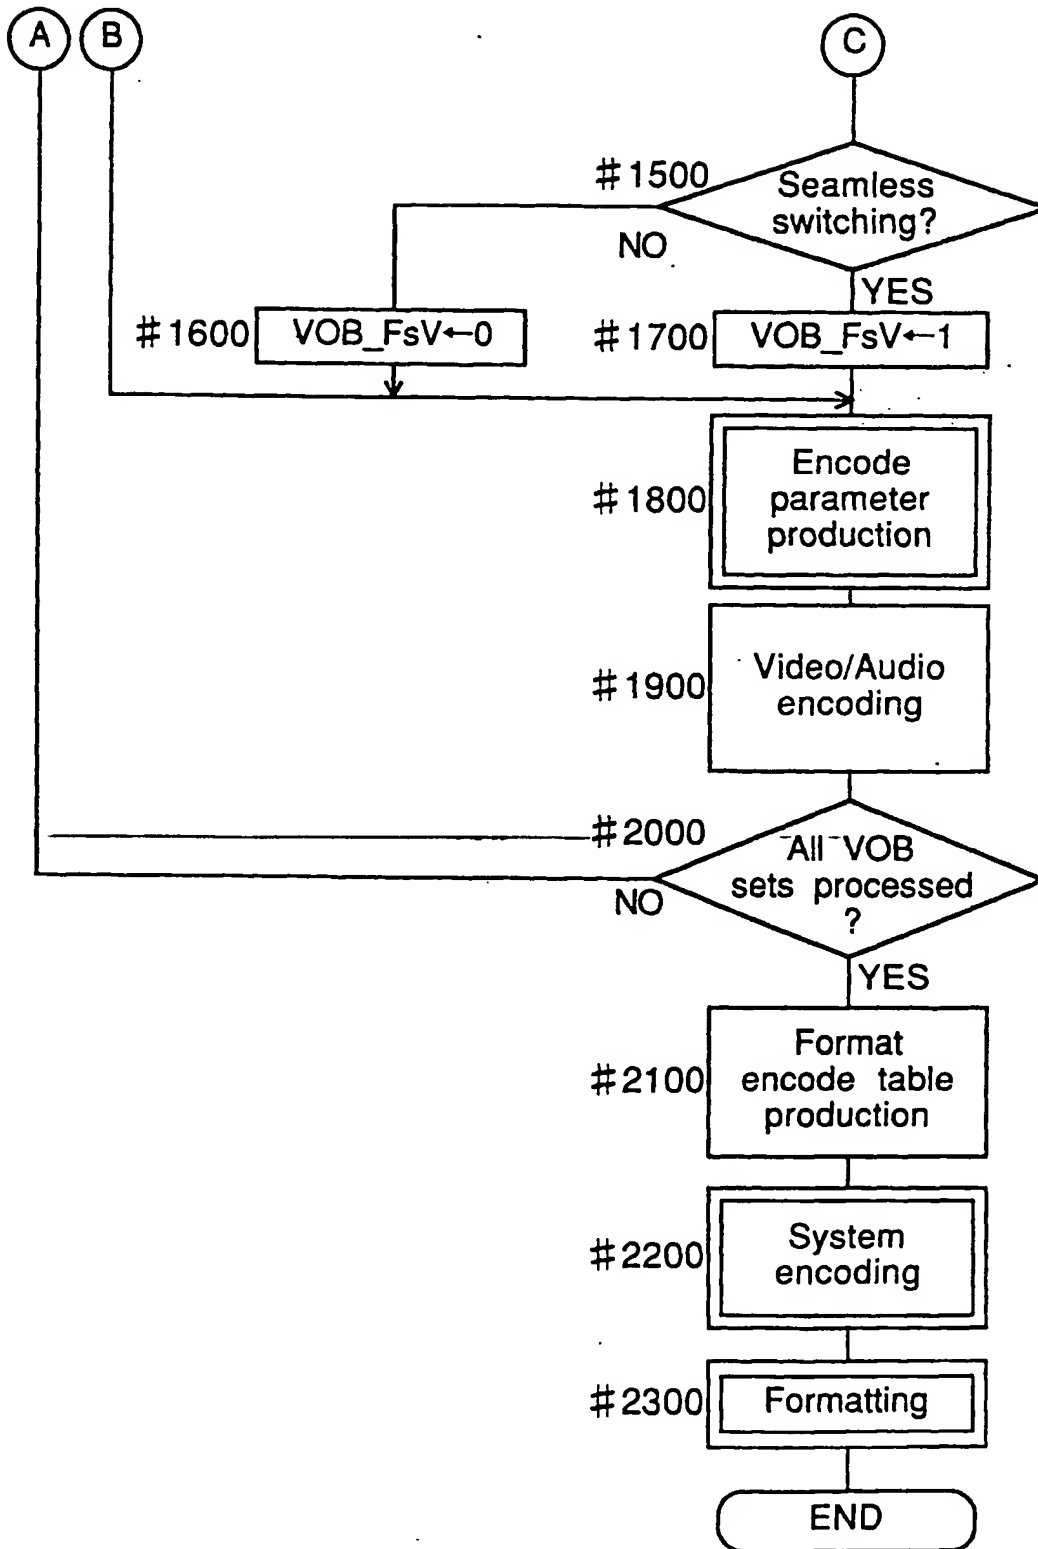 A B C
#1500 Seamless
switching?
NO
YES
#1600 VOB_FsV←0 #1700 VOB_FsV←1
#1800 Encode
parameter
production
#1900 Video/Audio
encoding
#2000 All VOB
sets processed
?
NO
YES
#2100 Format
encode table
production
#2200 System
encoding
#2300 Formatting
END